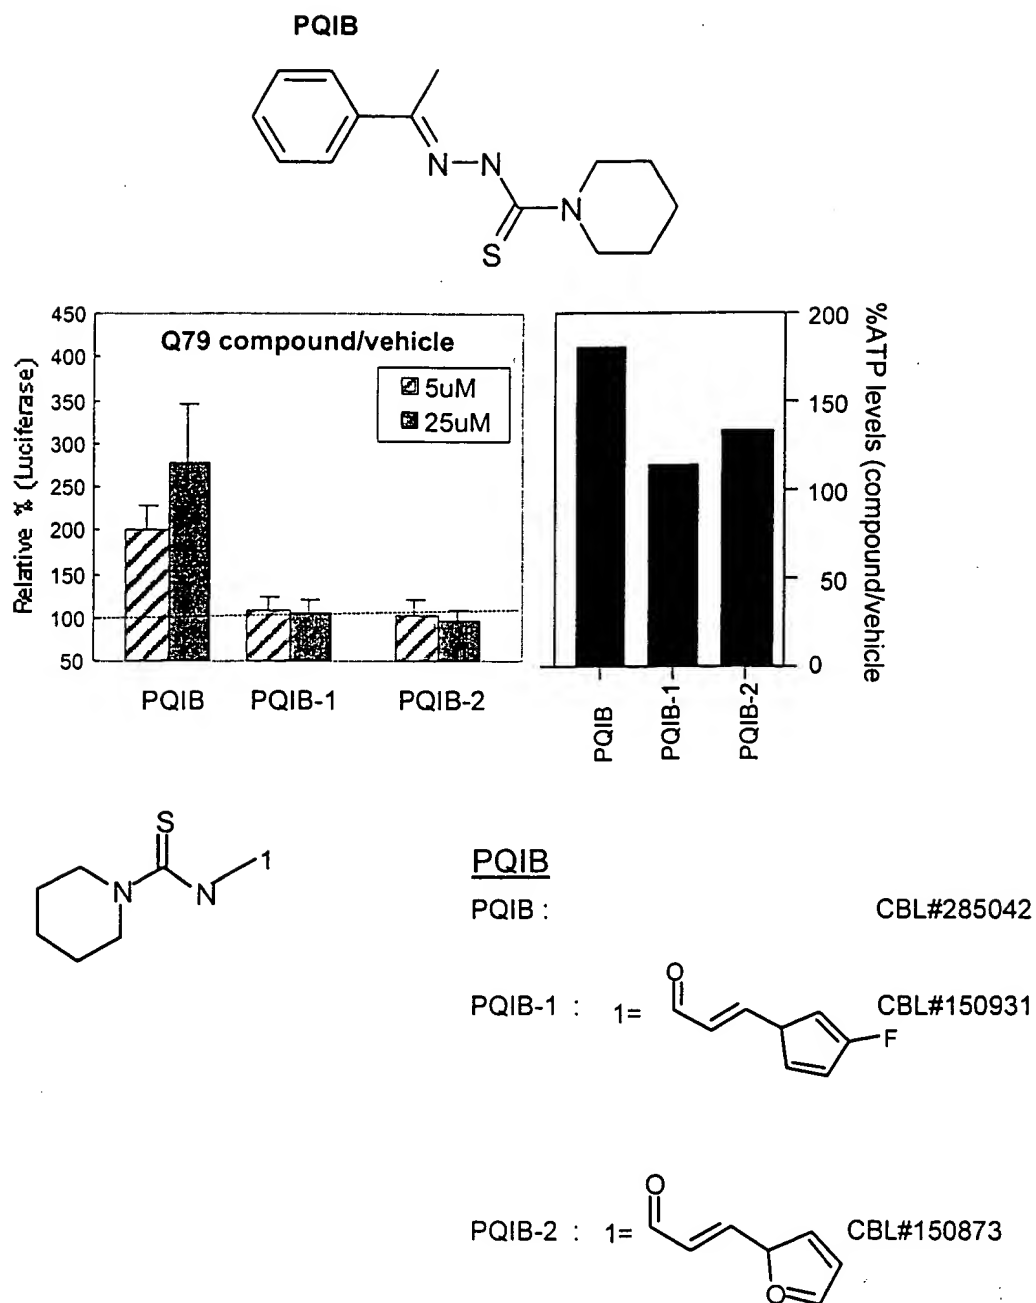 PQIB
N
N
N
S
450
400
350
300
250
200
150
100
50
Relative % (Luciferase)
Q79 compound/vehicle
5uM
25uM
PQIB
PQIB-1
PQIB-2
200
150
100
50
0
%ATP levels (compound/vehicle
PQIB
PQIB-1
PQIB-2
S
N
N
1
PQIB
PQIB : CBL#285042
O
PQIB-1 : 1= CBL#150931
F
O
PQIB-2 : 1= CBL#150873
O